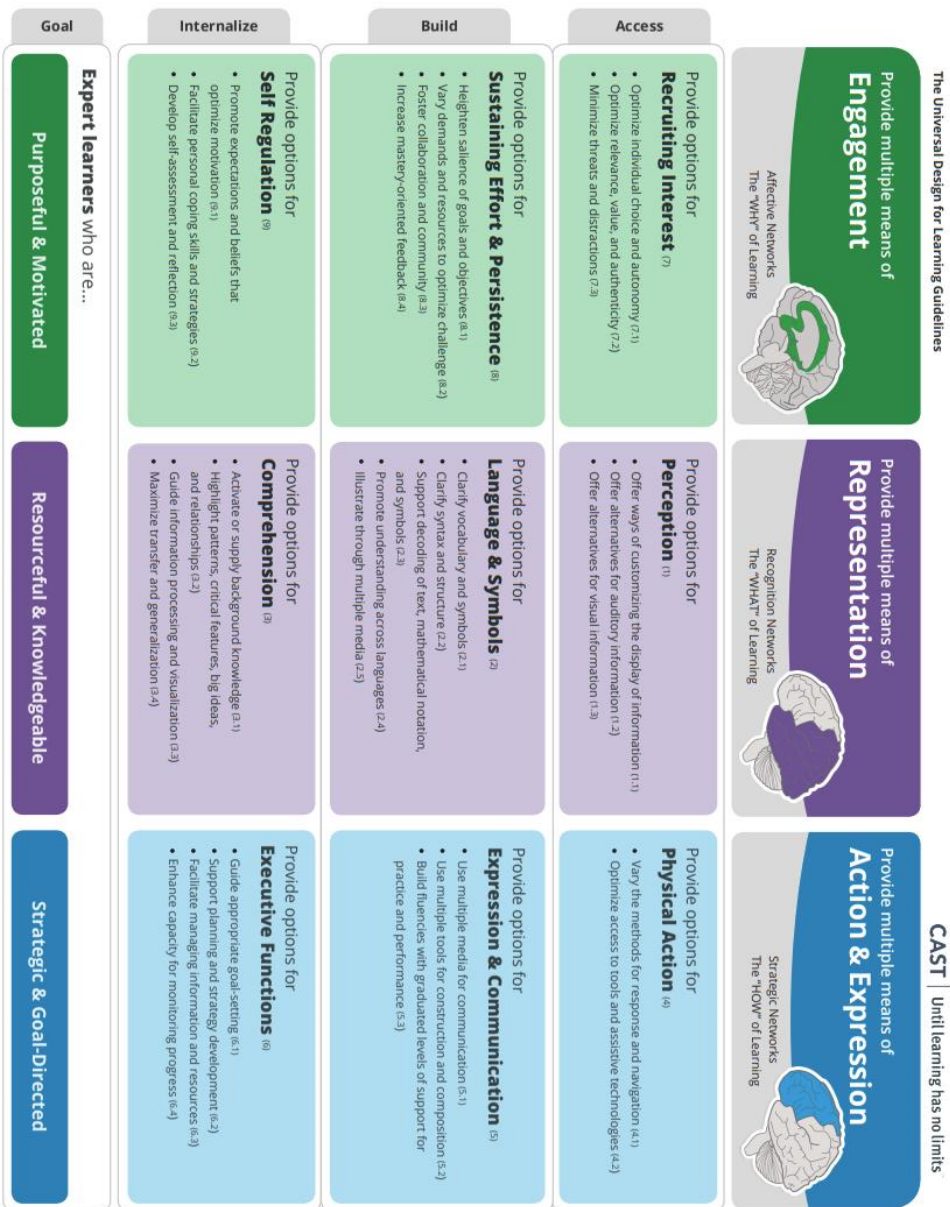 The Universal Design for Learning Guidelines
CAST | Until learning has no limits
Provide multiple means of
Engagement
Affective Networks
The "WHY" of Learning
Provide multiple means of
Representation
Recognition Networks
The "WHAT" of Learning
Provide multiple means of
Action & Expression
Strategic Networks
The "HOW" of Learning
Access
Provide options for
Recruiting Interest (7)
• Optimize individual choice and autonomy (7.1)
• Optimize relevance, value, and authenticity (7.2)
• Minimize threats and distractions (7.3)
Provide options for
Perception (1)
• Offer ways of customizing the display of information (1.1)
• Offer alternatives for auditory information (1.2)
• Offer alternatives for visual information (1.3)
Provide options for
Physical Action (4)
• Vary the methods for response and navigation (4.1)
• Optimize access to tools and assistive technologies (4.2)
Build
Provide options for
Sustaining Effort & Persistence (8)
• Heighten salience of goals and objectives (8.1)
• Vary demands and resources to optimize challenge (8.2)
• Foster collaboration and community (8.3)
• Increase mastery-oriented feedback (8.4)
Provide options for
Language & Symbols (2)
• Clarify vocabulary and symbols (2.1)
• Clarify syntax and structure (2.2)
• Support decoding of text, mathematical notation,
and symbols (2.3)
• Promote understanding across languages (2.4)
• Illustrate through multiple media (2.5)
Provide options for
Expression & Communication (5)
• Use multiple media for communication (5.1)
• Use multiple tools for construction and composition (5.2)
• Build fluencies with graduated levels of support for
practice and performance (5.3)
Internalize
Provide options for
Self Regulation (9)
• Promote expectations and beliefs that
optimize motivation (9.1)
• Facilitate personal coping skills and strategies (9.2)
• Develop self-assessment and reflection (9.3)
Provide options for
Comprehension (3)
• Activate or supply background knowledge (3.1)
• Highlight patterns, critical features, big ideas,
and relationships (3.2)
• Guide information processing and visualization (3.3)
• Maximize transfer and generalization (3.4)
Provide options for
Executive Functions (6)
• Guide appropriate goal-setting (6.1)
• Support planning and strategy development (6.2)
• Facilitate managing information and resources (6.3)
• Enhance capacity for monitoring progress (6.4)
Goal
Expert learners who are...
Purposeful & Motivated
Resourceful & Knowledgeable
Strategic & Goal-Directed